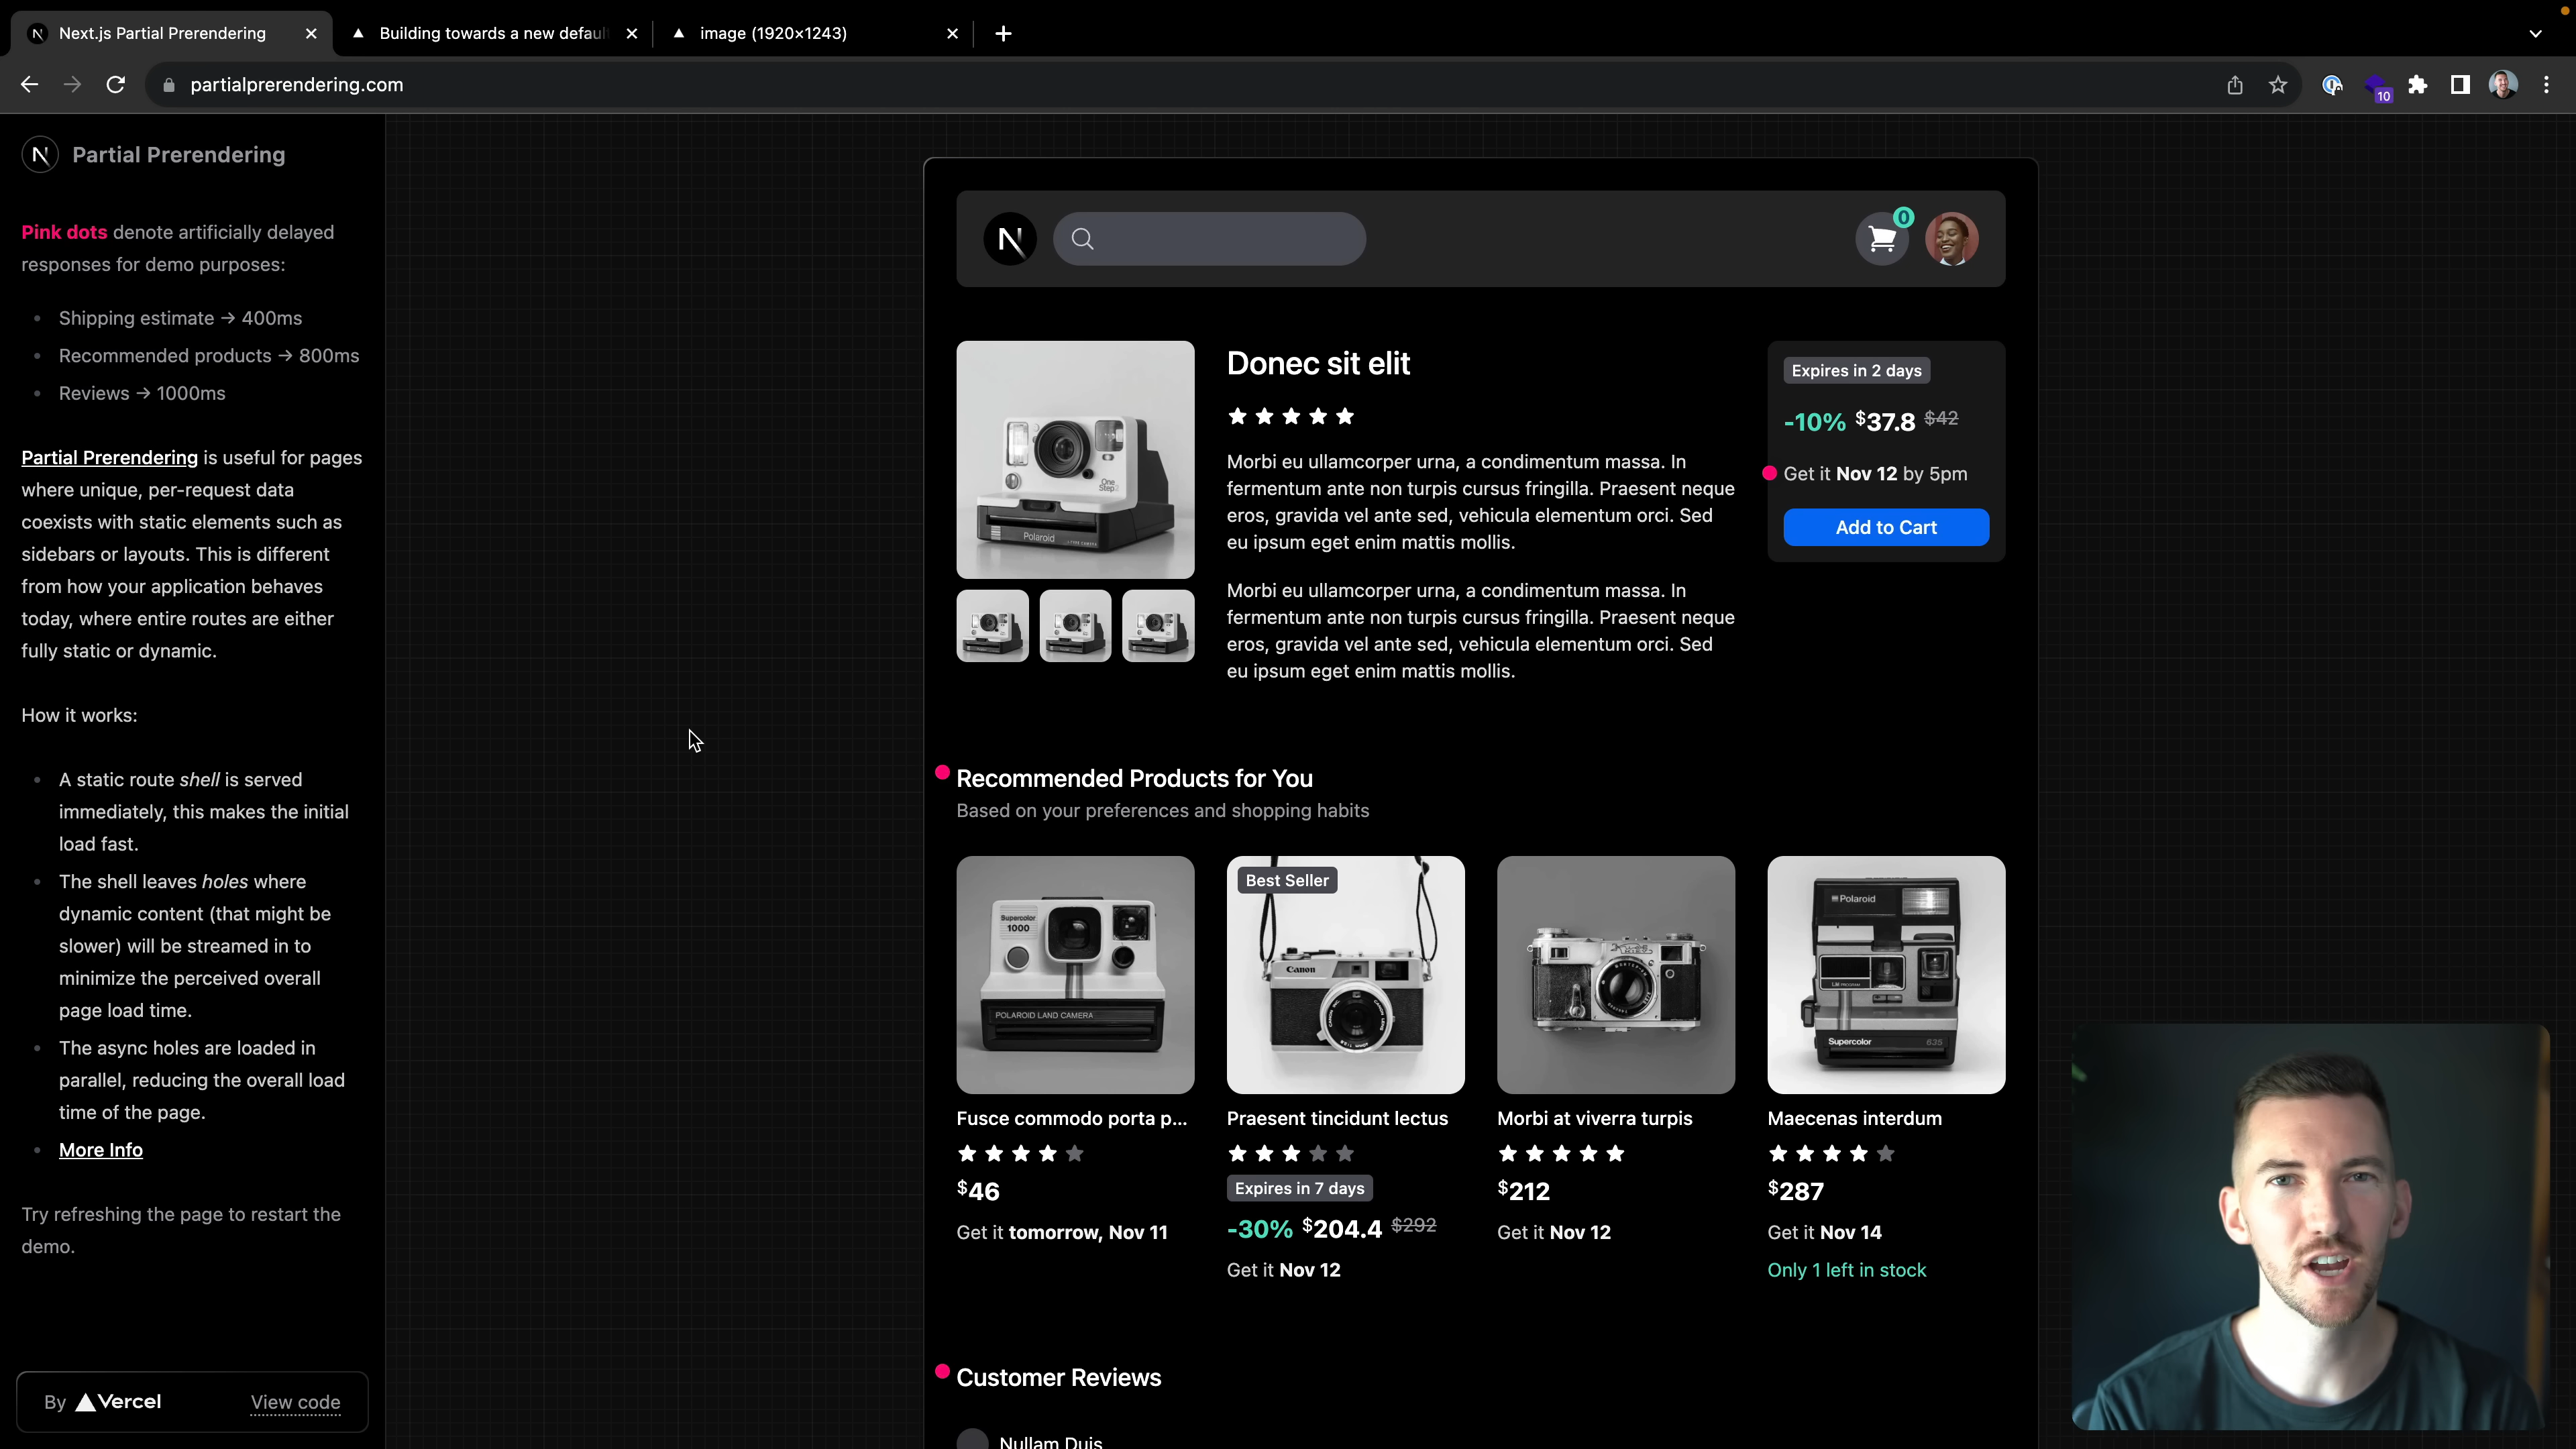 Next.js Partial Prerendering
Building towards a new defaul
image (1920×1243)
partialprerendering.com
10
Partial Prerendering
Pink dots denote artificially delayed
responses for demo purposes:
Shipping estimate → 400ms
Recommended products → 800ms
Reviews → 1000ms
Partial Prerendering is useful for pages
where unique, per-request data
coexists with static elements such as
sidebars or layouts. This is different
from how your application behaves
today, where entire routes are either
fully static or dynamic.
How it works:
A static route shell is served
immediately, this makes the initial
load fast.
The shell leaves holes where
dynamic content (that might be
slower) will be streamed in to
minimize the perceived overall
page load time.
The async holes are loaded in
parallel, reducing the overall load
time of the page.
More Info
Try refreshing the page to restart the
demo.
By Vercel
View code
N
0
One
Step
Polaroid
Donec sit elit
Morbi eu ullamcorper urna, a condimentum massa. In
fermentum ante non turpis cursus fringilla. Praesent neque
eros, gravida vel ante sed, vehicula elementum orci. Sed
eu ipsum eget enim mattis mollis.
Morbi eu ullamcorper urna, a condimentum massa. In
fermentum ante non turpis cursus fringilla. Praesent neque
eros, gravida vel ante sed, vehicula elementum orci. Sed
eu ipsum eget enim mattis mollis.
Expires in 2 days
-10% $37.8 $42
Get it Nov 12 by 5pm
Add to Cart
Recommended Products for You
Based on your preferences and shopping habits
Supercolor
1000
POLAROID LAND CAMERA
Fusce commodo porta p...
$46
Get it tomorrow, Nov 11
Best Seller
Canon
Praesent tincidunt lectus
Expires in 7 days
-30% $204.4 $292
Get it Nov 12
Morbi at viverra turpis
$212
Get it Nov 12
Polaroid
Supercolor 635
Maecenas interdum
$287
Get it Nov 14
Only 1 left in stock
Customer Reviews
Nullam Duis